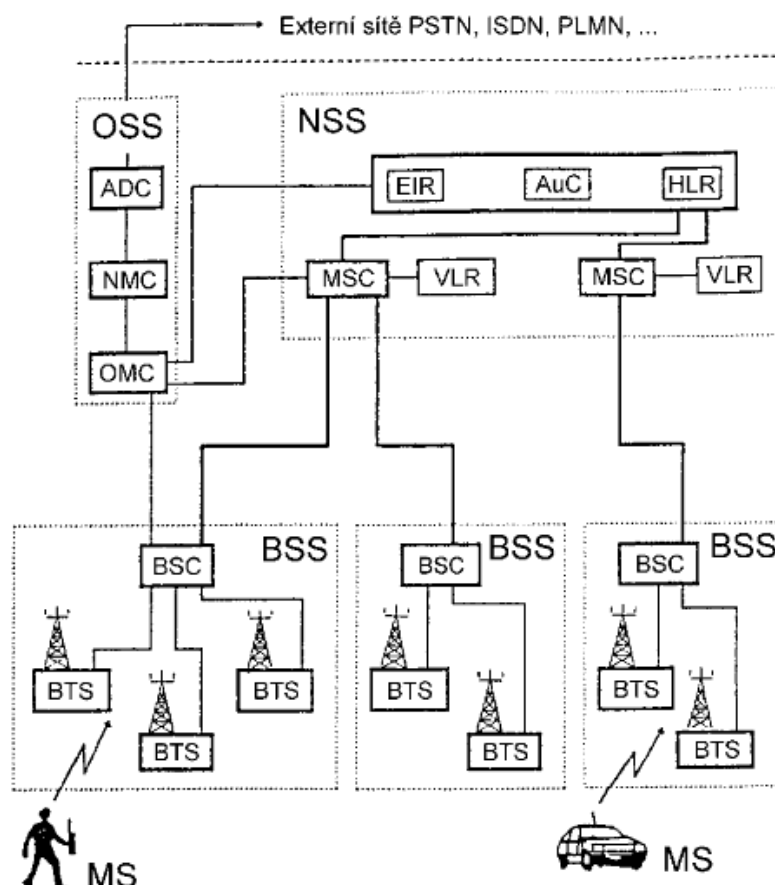 Externí sítě PSTN, ISDN, PLMN, ...
OSS
NSS
ADC
EIR
AuC
HLR
NMC
MSC
VLR
MSC
VLR
OMC
BSS
BSS
BSS
BSC
BSC
BSC
BTS
BTS
BTS
BTS
BTS
BTS
BTS
MS
MS